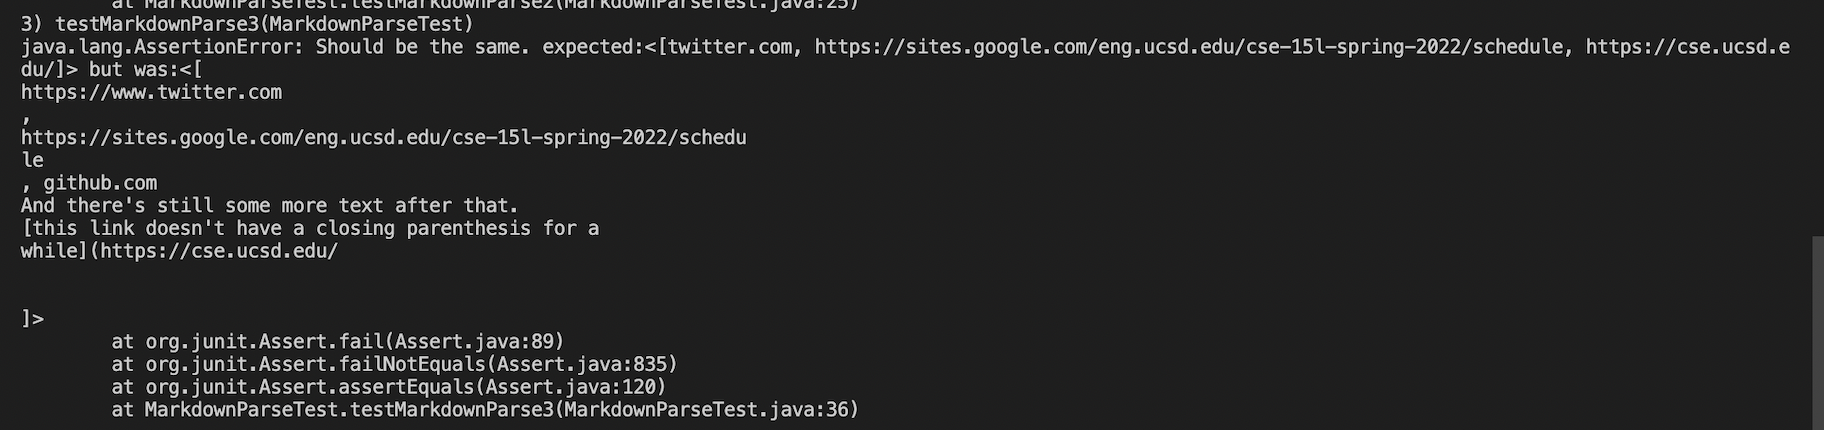 at MarkdownParseTest.testMarkdownParse2(MarkdownParseTest.java:25)
3) testMarkdownParse3(MarkdownParseTest)
java.lang.AssertionError: Should be the same. expected:<[twitter.com, https://sites.google.com/eng.ucsd.edu/cse-15l-spring-2022/schedule, https://cse.ucsd.e
du/]> but was:<[
https://www.twitter.com
,
https://sites.google.com/eng.ucsd.edu/cse-15l-spring-2022/schedu
le
, github.com
And there's still some more text after that.
[this link doesn't have a closing parenthesis for a
while](https://cse.ucsd.edu/
]>
at org.junit.Assert.fail(Assert.java:89)
at org.junit.Assert.failNotEquals(Assert.java:835)
at org.junit.Assert.assertEquals(Assert.java:120)
at MarkdownParseTest.testMarkdownParse3(MarkdownParseTest.java:36)